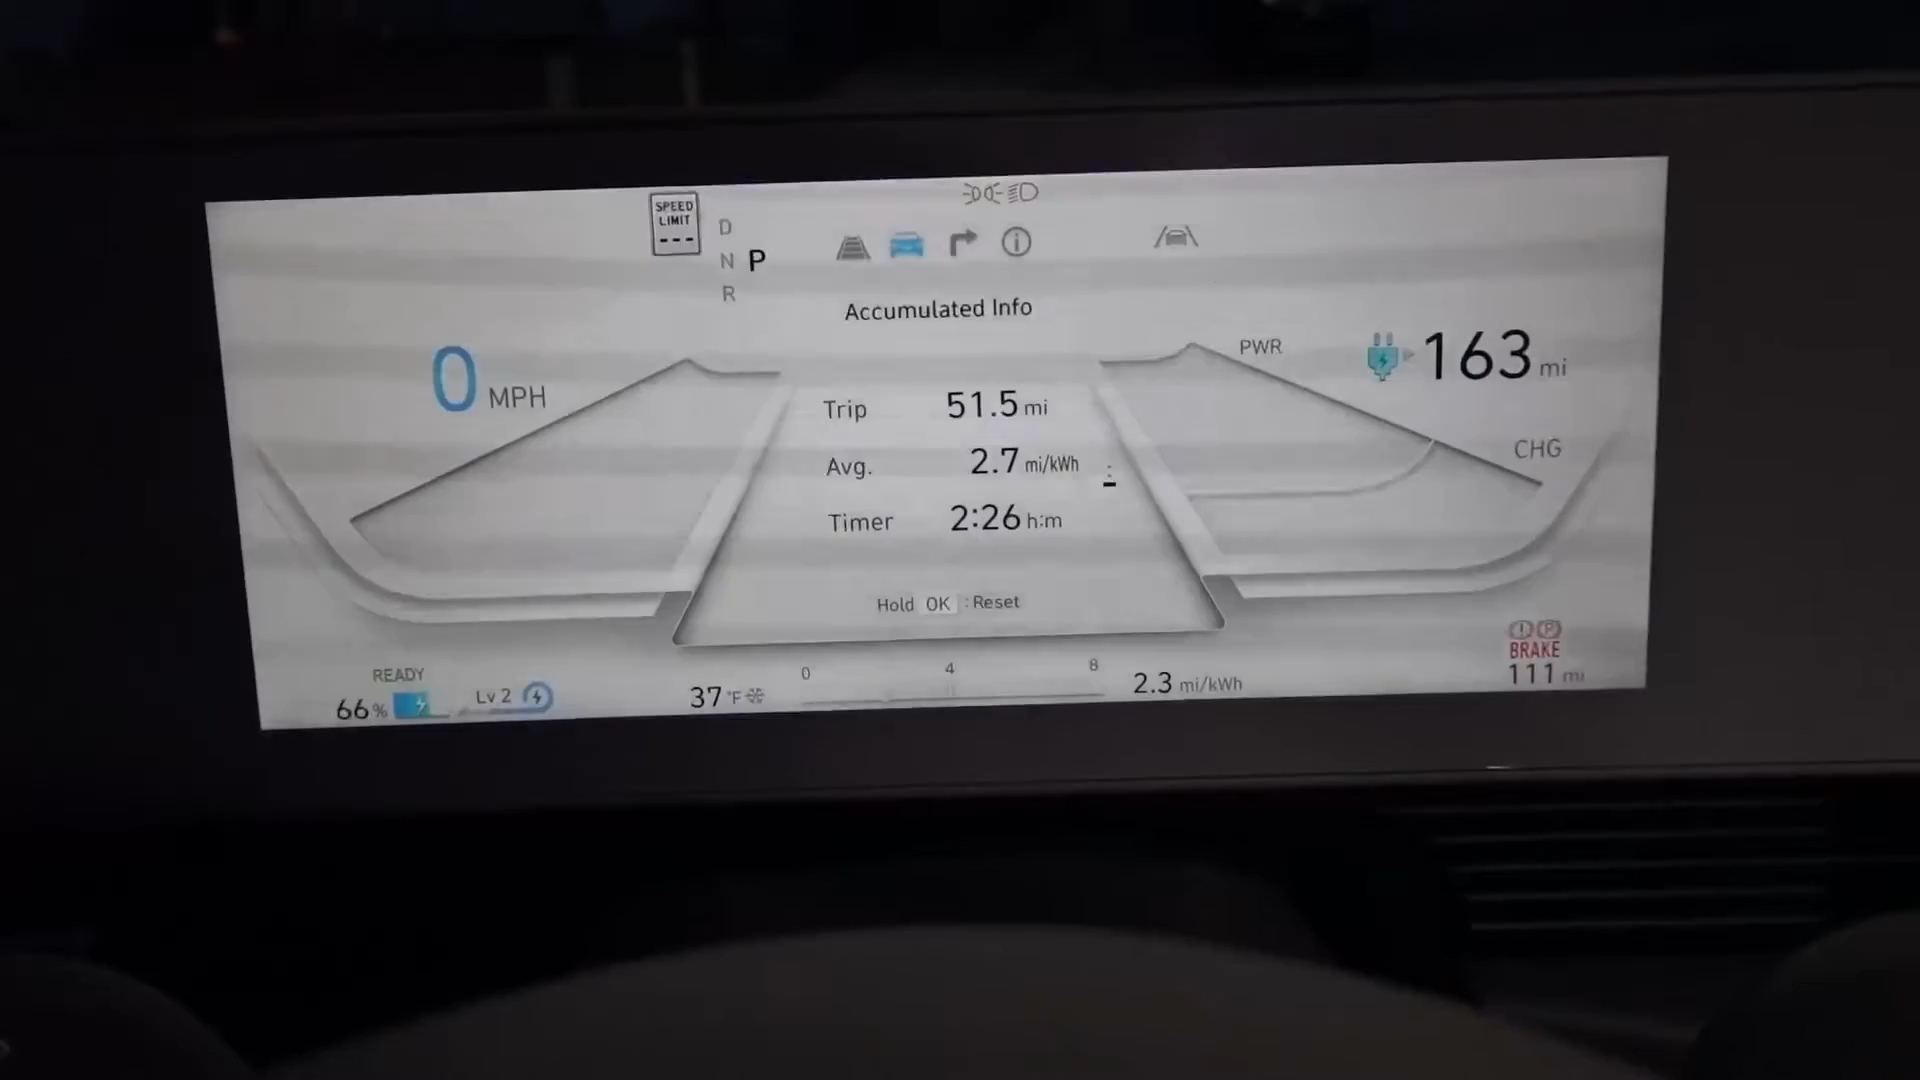 SPEED
LIMIT
---
D
N P
R
Accumulated Info
0 MPH
PWR
163 mi
CHG
Trip 51.5 mi
Avg. 2.7 mi/kWh
Timer 2:26 h:m
Hold OK : Reset
READY
66%
Lv 2
37 °F
0 4 8
2.3 mi/kWh
BRAKE
111 mi